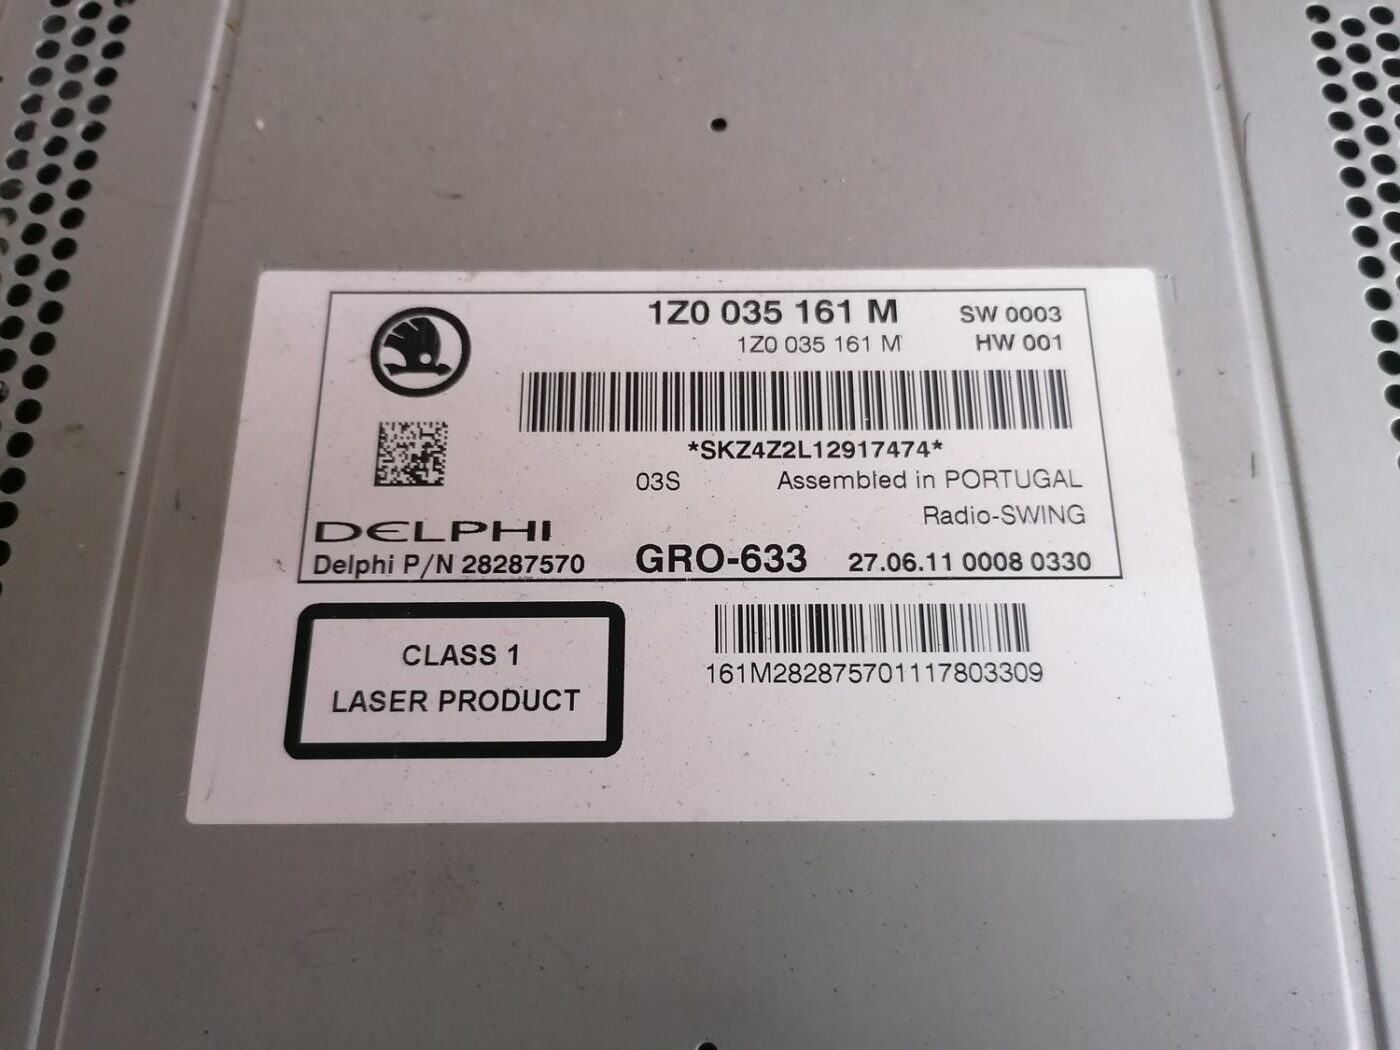 1Z0 035 161 M SW 0003
1Z0 035 161 M HW 001
*SKZ4Z2L12917474*
03S Assembled in PORTUGAL
Radio-SWING
DELPHI
Delphi P/N 28287570 GRO-633 27.06.11 0008 0330
CLASS 1
LASER PRODUCT
161M282875701117803309